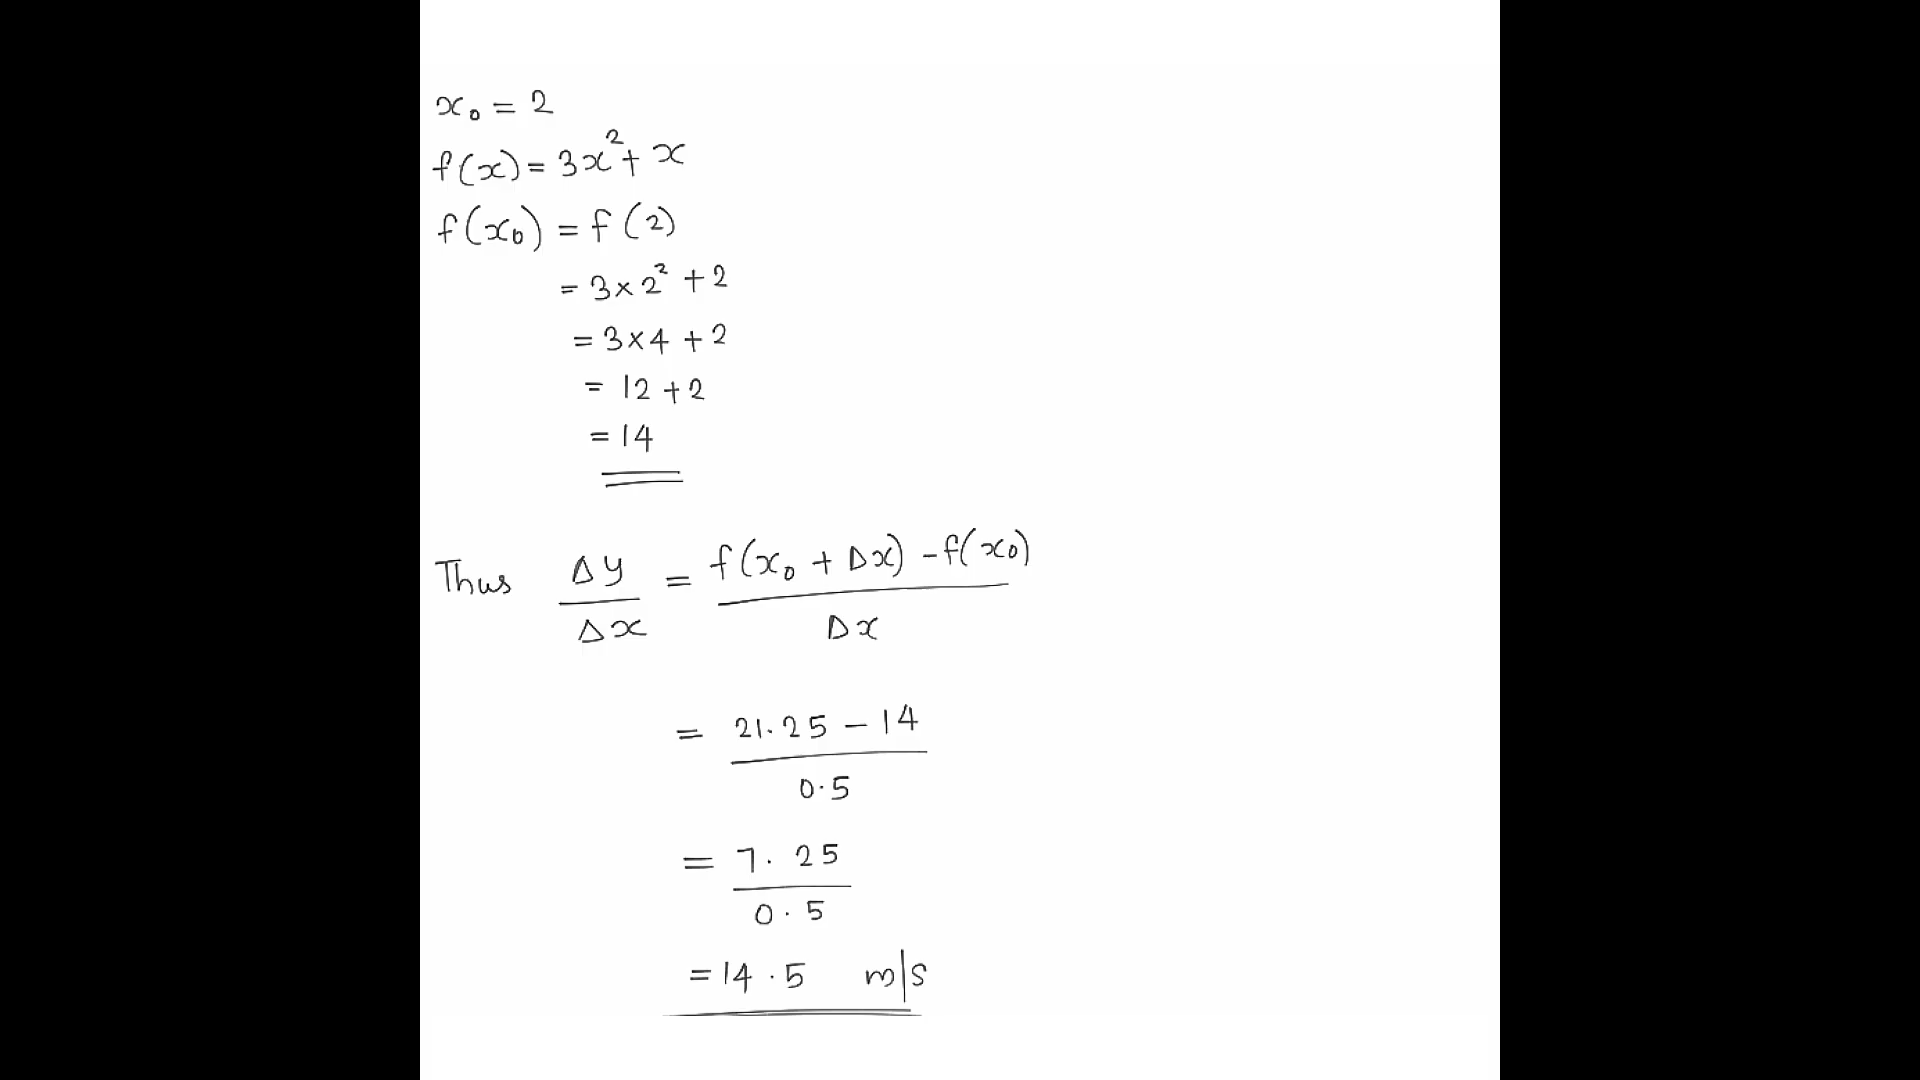 x₀ = 2
f(x) = 3x² + x
f(x₀) = f(2)
= 3 × 2² + 2
= 3 × 4 + 2
= 12 + 2
= 14
Thus Δy/Δx = (f(x₀ + Δx) - f(x₀))/Δx
= (21.25 - 14)/0.5
= 7.25/0.5
= 14.5 m/s